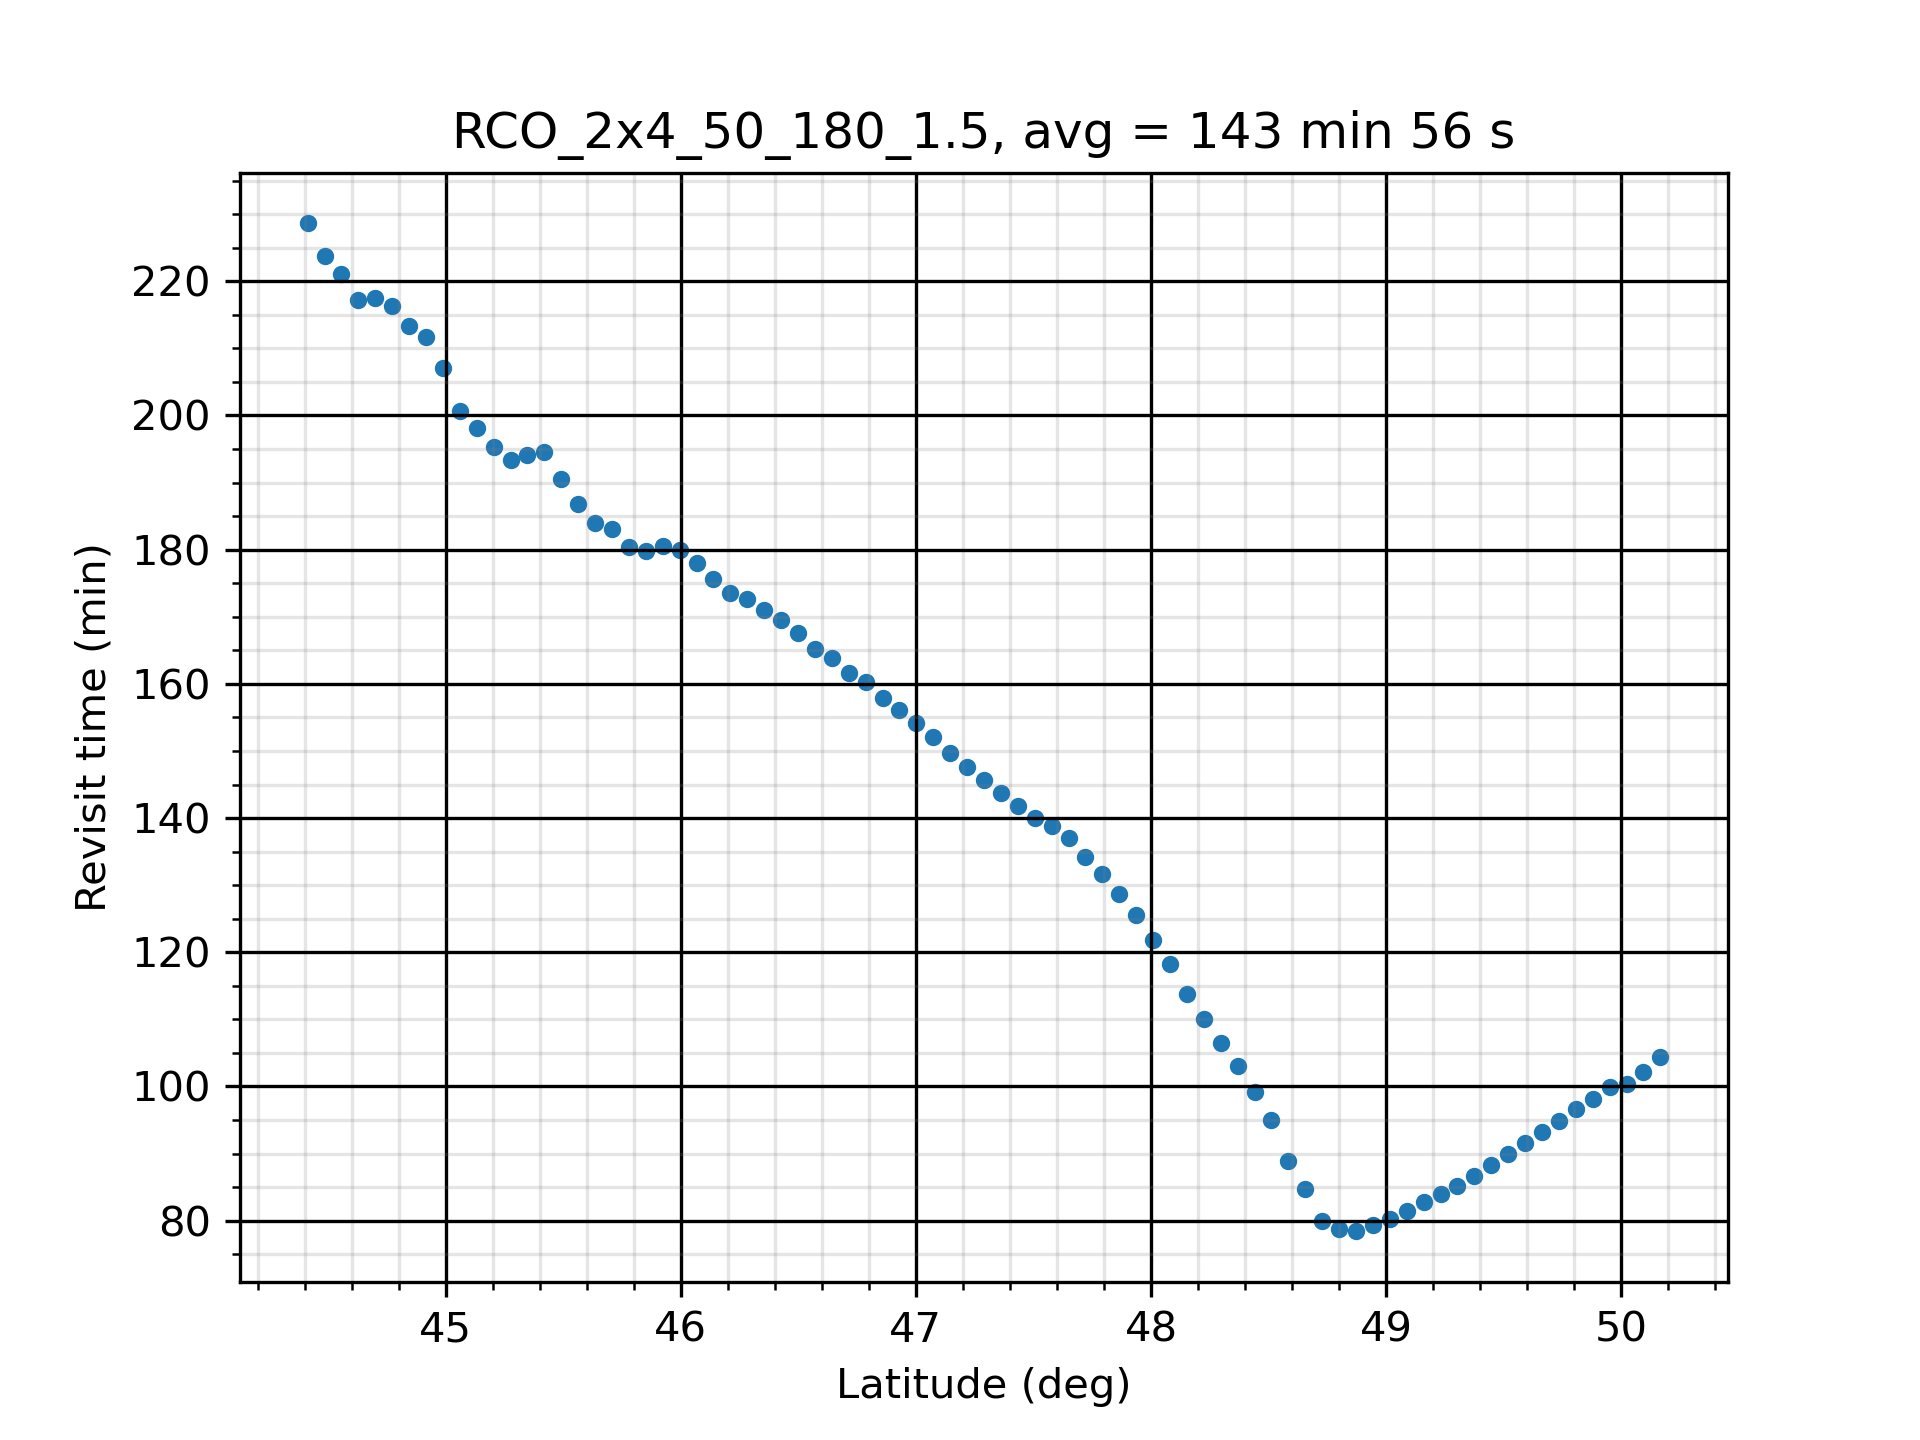 RCO_2x4_50_180_1.5, avg = 143 min 56 s
Revisit time (min)
220
200
180
160
140
120
100
80
45 46 47 48 49 50
Latitude (deg)